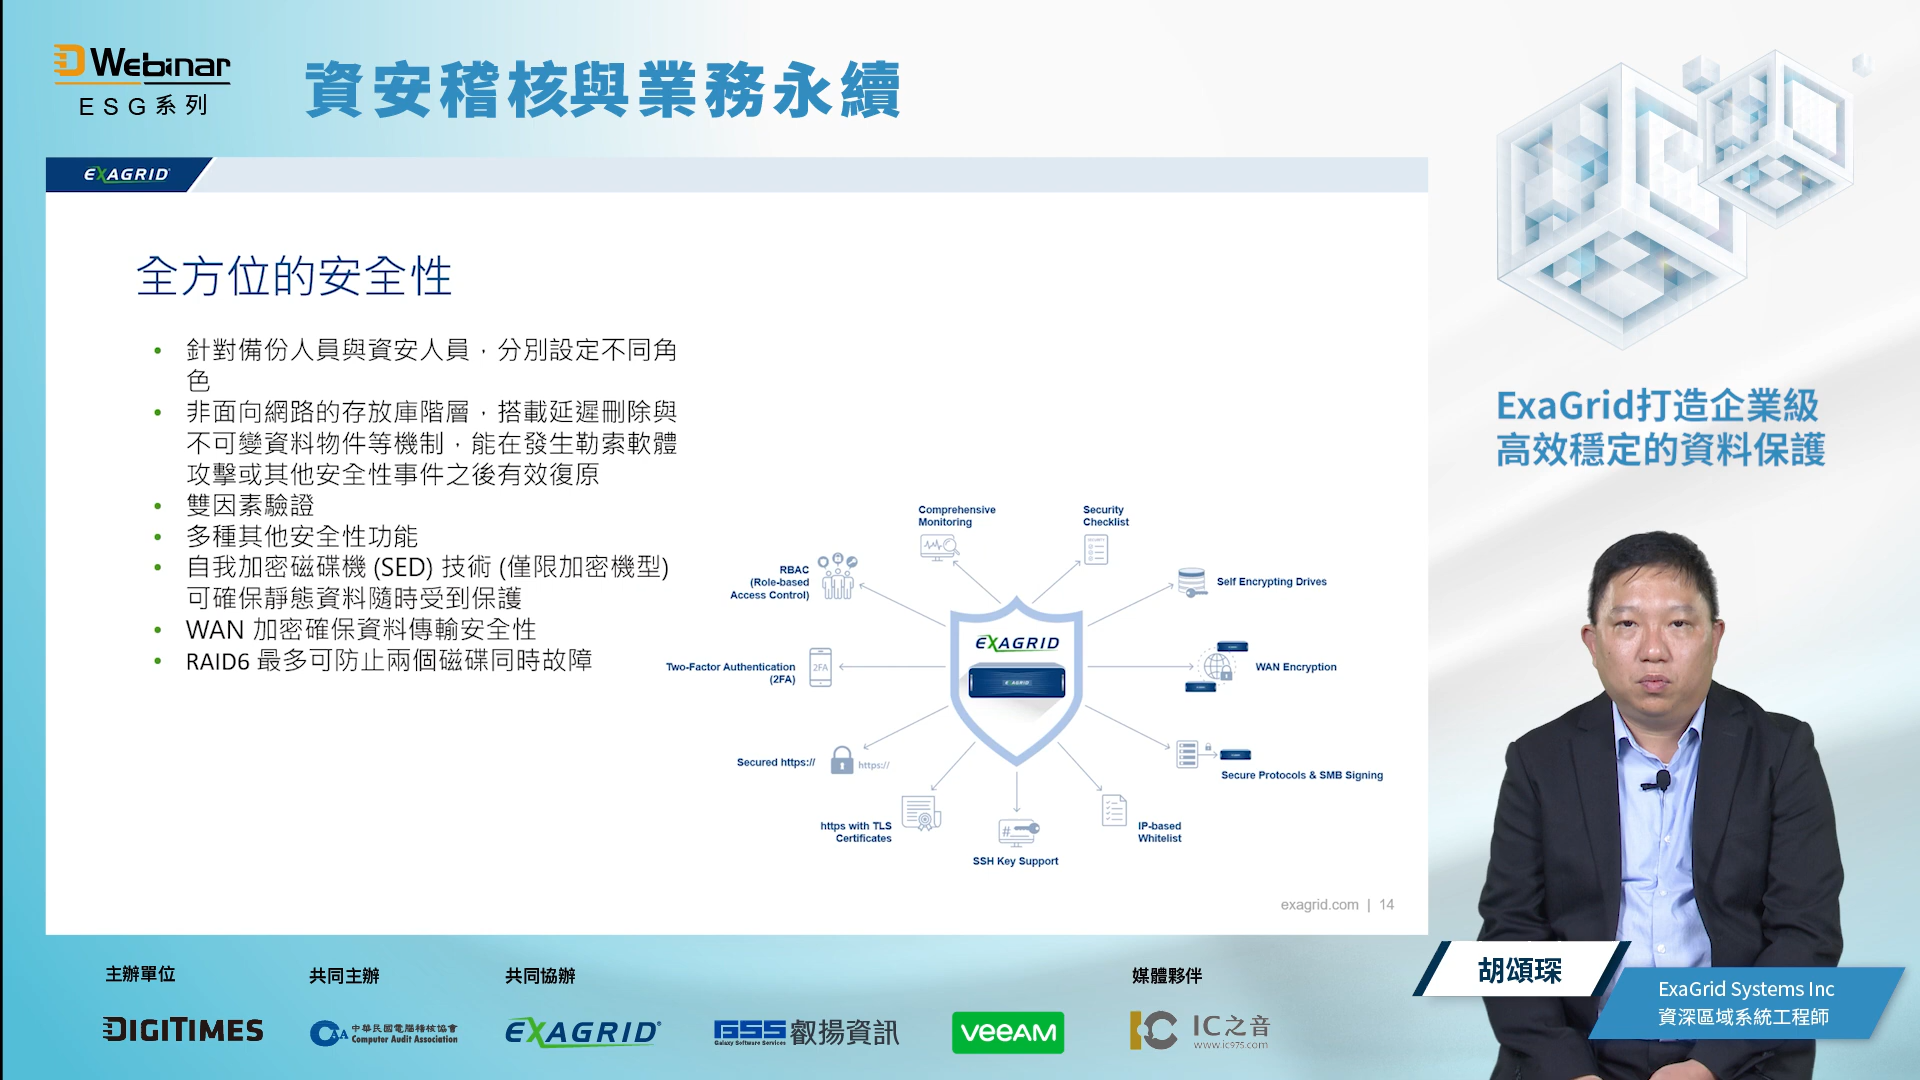 D Webinar
ESG系列
資安稽核與業務永續
EXAGRID
全方位的安全性
• 針對備份人員與資安人員，分別設定不同角
色
• 非面向網路的存放庫階層，搭載延遲刪除與
不可變資料物件等機制，能在發生勒索軟體
攻擊或其他安全性事件之後有效復原
• 雙因素驗證
• 多種其他安全性功能
• 自我加密磁碟機 (SED) 技術 (僅限加密機型)
可確保靜態資料隨時受到保護
• WAN 加密確保資料傳輸安全性
• RAID6 最多可防止兩個磁碟同時故障
Comprehensive
Monitoring
Security
Checklist
RBAC
(Role-based
Access Control)
Self Encrypting Drives
EXAGRID
Two-Factor Authentication
(2FA)
2FA
WAN Encryption
Secured https://
https://
Secure Protocols & SMB Signing
https with TLS
Certificates
#
SSH Key Support
IP-based
Whitelist
exagrid.com | 14
ExaGrid打造企業級
高效穩定的資料保護
胡頌琛
ExaGrid Systems Inc
資深區域系統工程師
主辦單位
DIGITIMES
共同主辦
CAA 中華民國電腦稽核協會
Computer Audit Association
共同協辦
EXAGRID
GSS 叡揚資訊
Galaxy Software Services
veeAM
媒體夥伴
IC IC之音
www.ic975.com